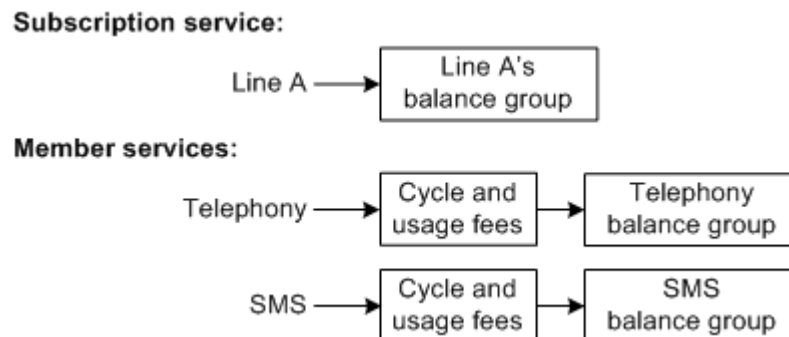 Subscription service:
Line A
Line A's
balance group
Member services:
Telephony
Cycle and
usage fees
Telephony
balance group
SMS
Cycle and
usage fees
SMS
balance group